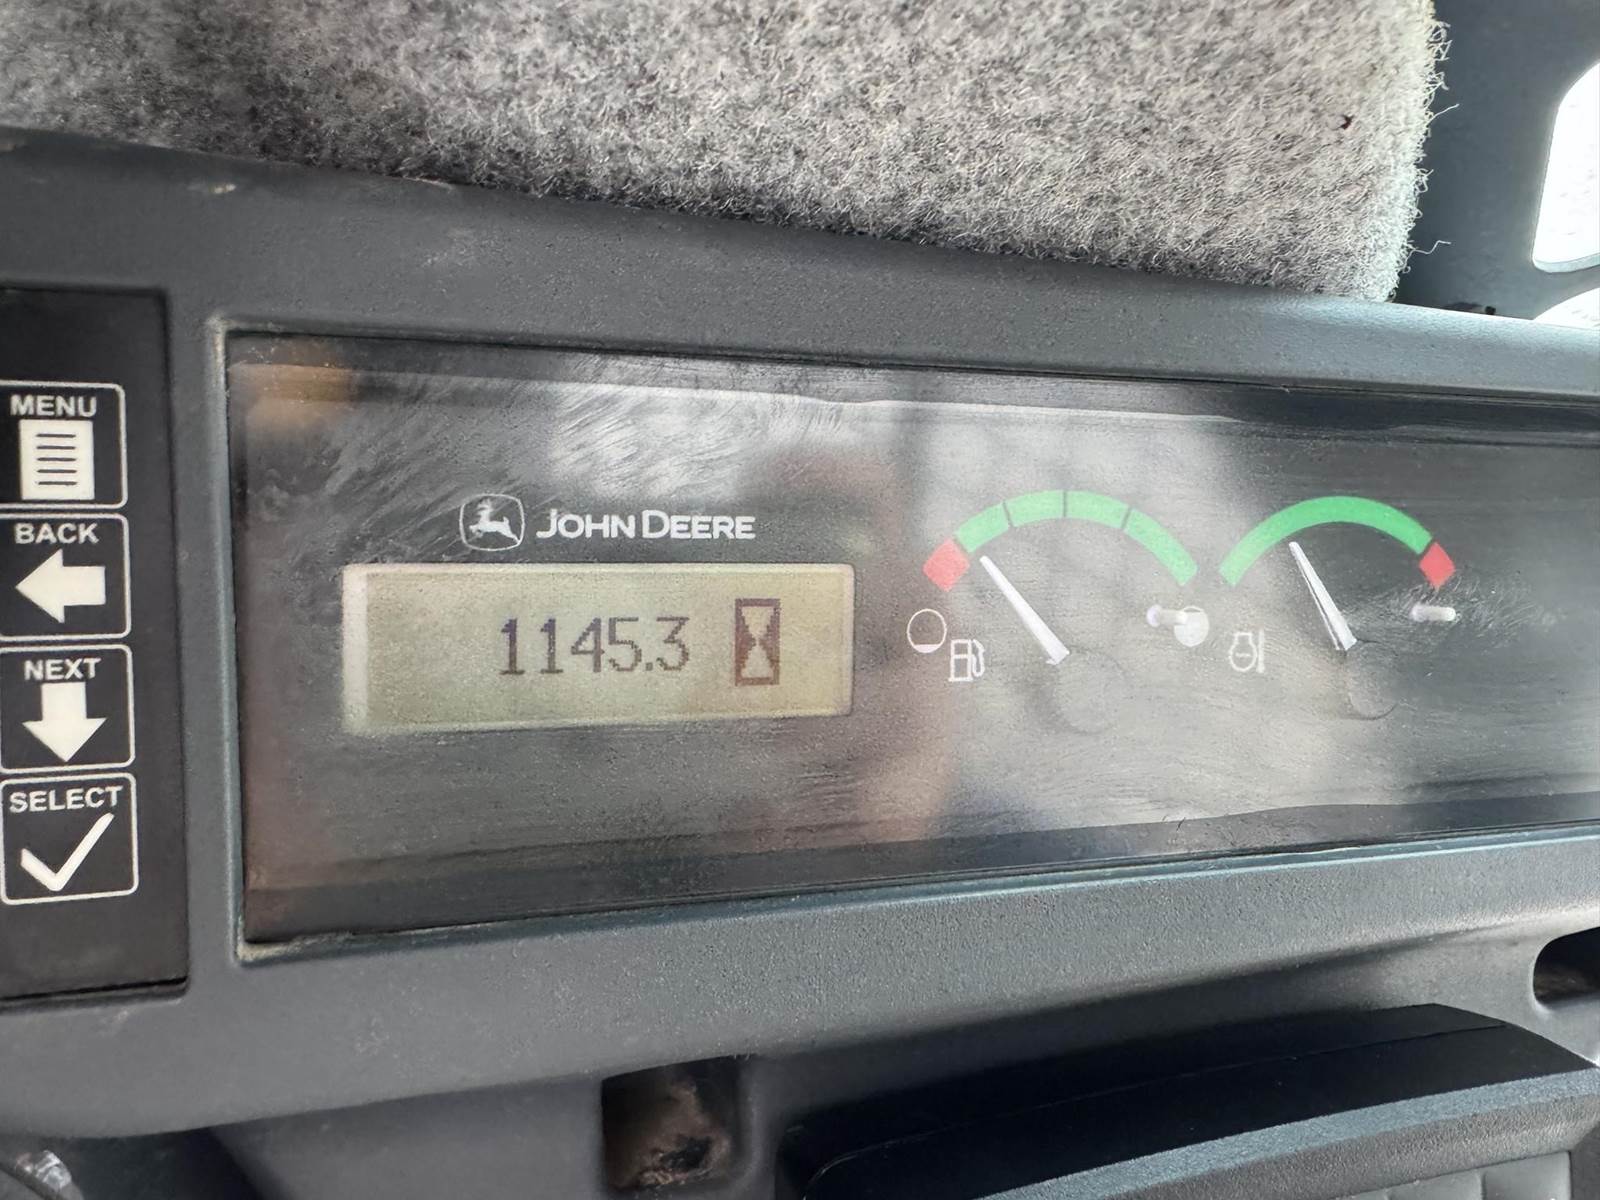 MENU
BACK
NEXT
SELECT
JOHN DEERE
1145.3